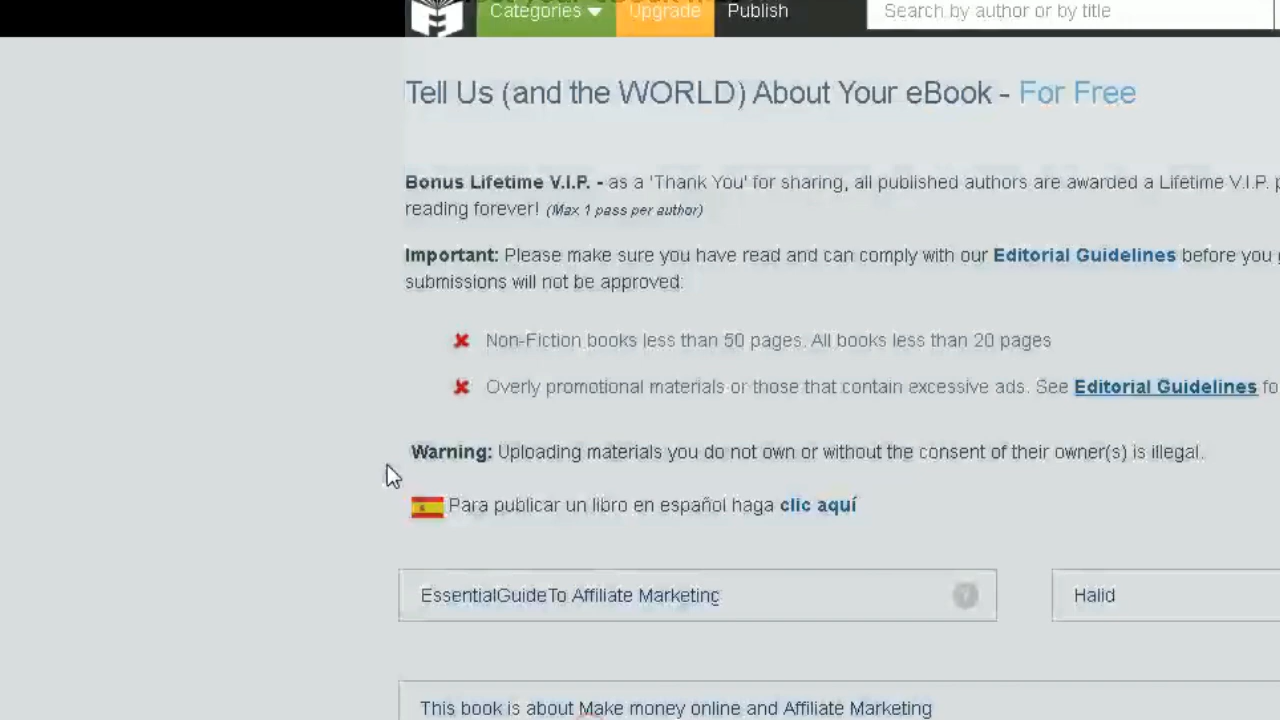 Categories
Upgrade
Publish
Search by author or by title
Tell Us (and the WORLD) About Your eBook - For Free
Bonus Lifetime V.I.P. - as a 'Thank You' for sharing, all published authors are awarded a Lifetime V.I.P.
reading forever! (Max 1 pass per author)
Important: Please make sure you have read and can comply with our Editorial Guidelines before you
submissions will not be approved:
Non-Fiction books less than 50 pages. All books less than 20 pages
Overly promotional materials or those that contain excessive ads. See Editorial Guidelines fo
Warning: Uploading materials you do not own or without the consent of their owner(s) is illegal.
Para publicar un libro en español haga clic aquí
EssentialGuideTo Affiliate Marketing
Halid
This book is about Make money online and Affiliate Marketing